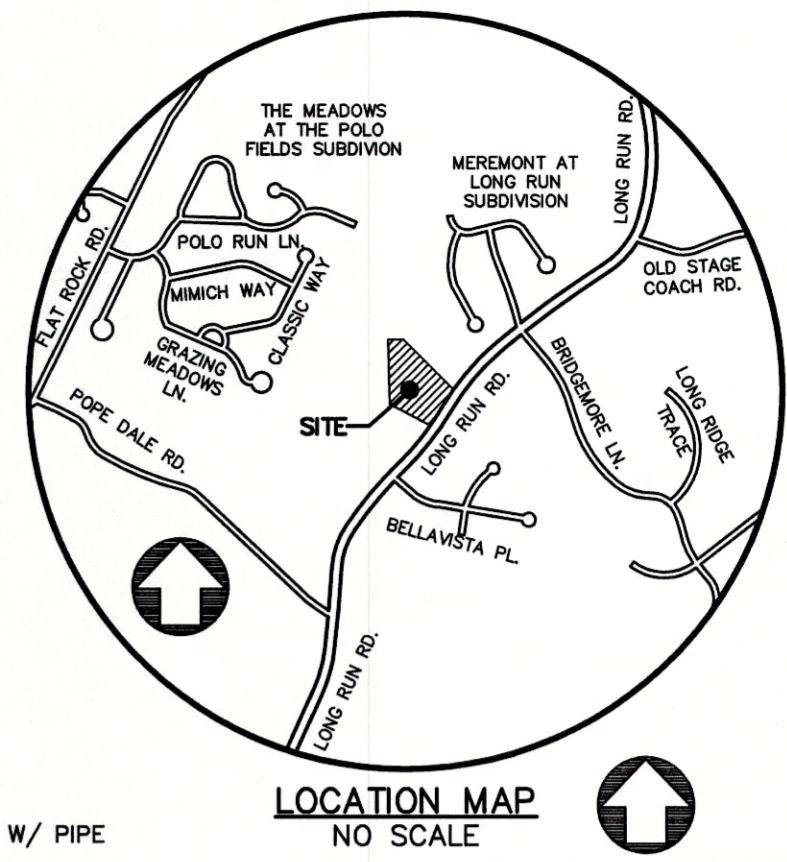 THE MEADOWS
AT THE POLO
FIELDS SUBDIVION
MEREMONT AT
LONG RUN
SUBDIVISION
LONG RUN RD.
POLO RUN LN.
OLD STAGE
COACH RD.
FLAT ROCK RD.
MIMICH WAY
CLASSIC WAY
GRAZING
MEADOWS
LN.
BRIDGEMORE LN.
LONG RIDGE
TRACE
POPE DALE RD.
SITE
LONG RUN RD.
BELLAVISTA PL.
LONG RUN RD.
LOCATION MAP
NO SCALE
W/ PIPE